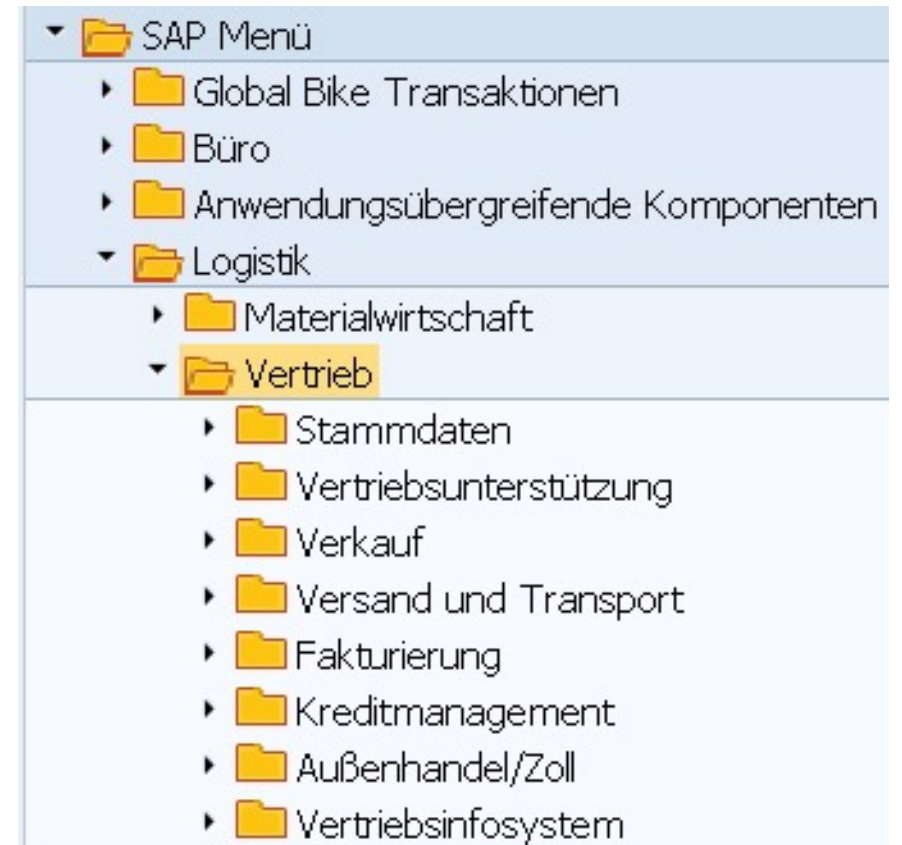 SAP Menü
Global Bike Transaktionen
Büro
Anwendungsübergreifende Komponenten
Logistik
Materialwirtschaft
Vertrieb
Stammdaten
Vertriebsunterstützung
Verkauf
Versand und Transport
Fakturierung
Kreditmanagement
Außenhandel/Zoll
Vertriebsinfosystem